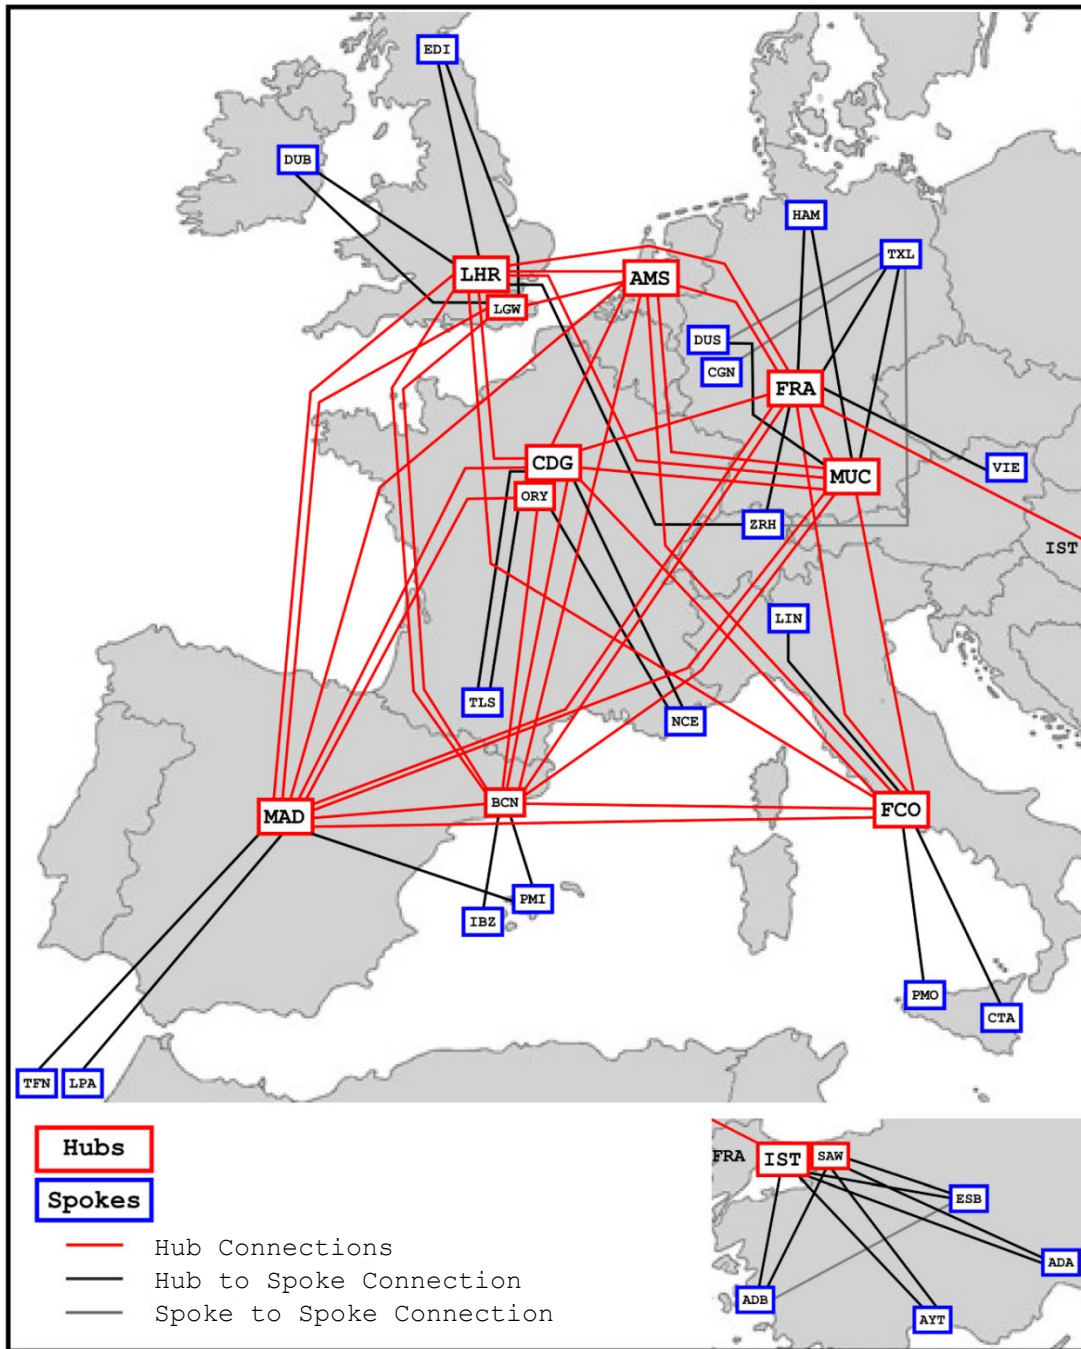 EDI
DUB
HAM
TXL
LHR
AMS
LGW
DUS
CGN
FRA
CDG
MUC
VIE
ORY
ZRH
IST
LIN
TLS
NCE
BCN
MAD
FCO
PMI
IBZ
PMO
CTA
TFN
LPA
Hubs
Spokes
Hub Connections
Hub to Spoke Connection
Spoke to Spoke Connection
FRA
IST
SAW
ESB
ADA
ADB
AYT